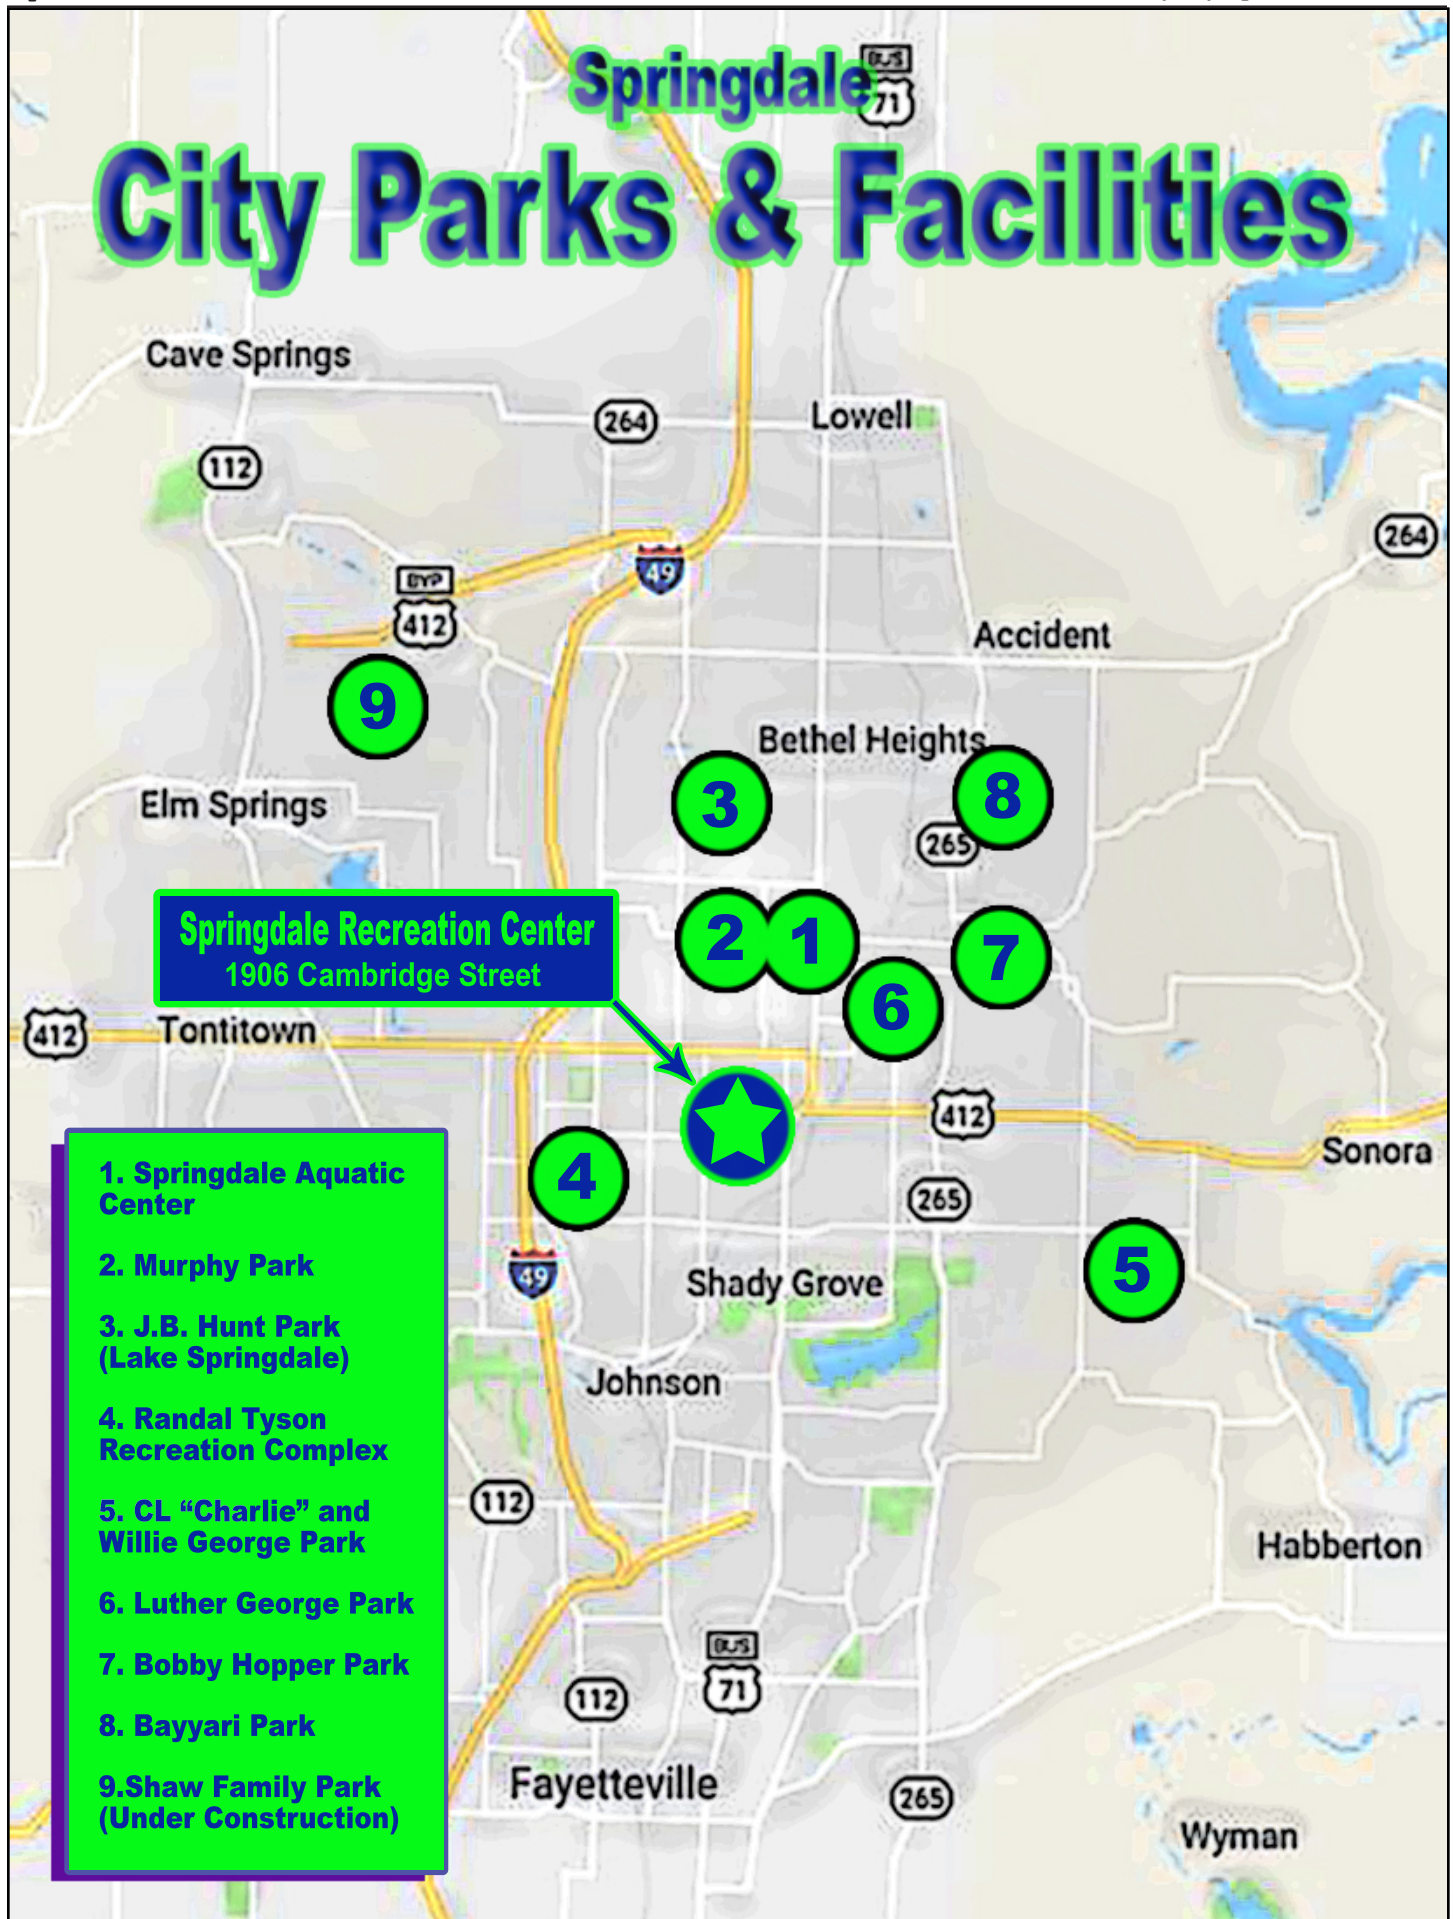 Springdale
BUS
71
City Parks & Facilities
Cave Springs
264
Lowell
112
264
49
BYP
412
Accident
9
Bethel Heights
3
8
Elm Springs
265
Springdale Recreation Center
1906 Cambridge Street
2
1
7
6
412
Tontitown
412
Sonora
4
265
5
49
Shady Grove
Johnson
1. Springdale Aquatic
Center
2. Murphy Park
3. J.B. Hunt Park
(Lake Springdale)
4. Randal Tyson
Recreation Complex
5. CL “Charlie” and
Willie George Park
6. Luther George Park
7. Bobby Hopper Park
8. Bayyari Park
9.Shaw Family Park
(Under Construction)
112
Habberton
BUS
71
112
Fayetteville
265
Wyman